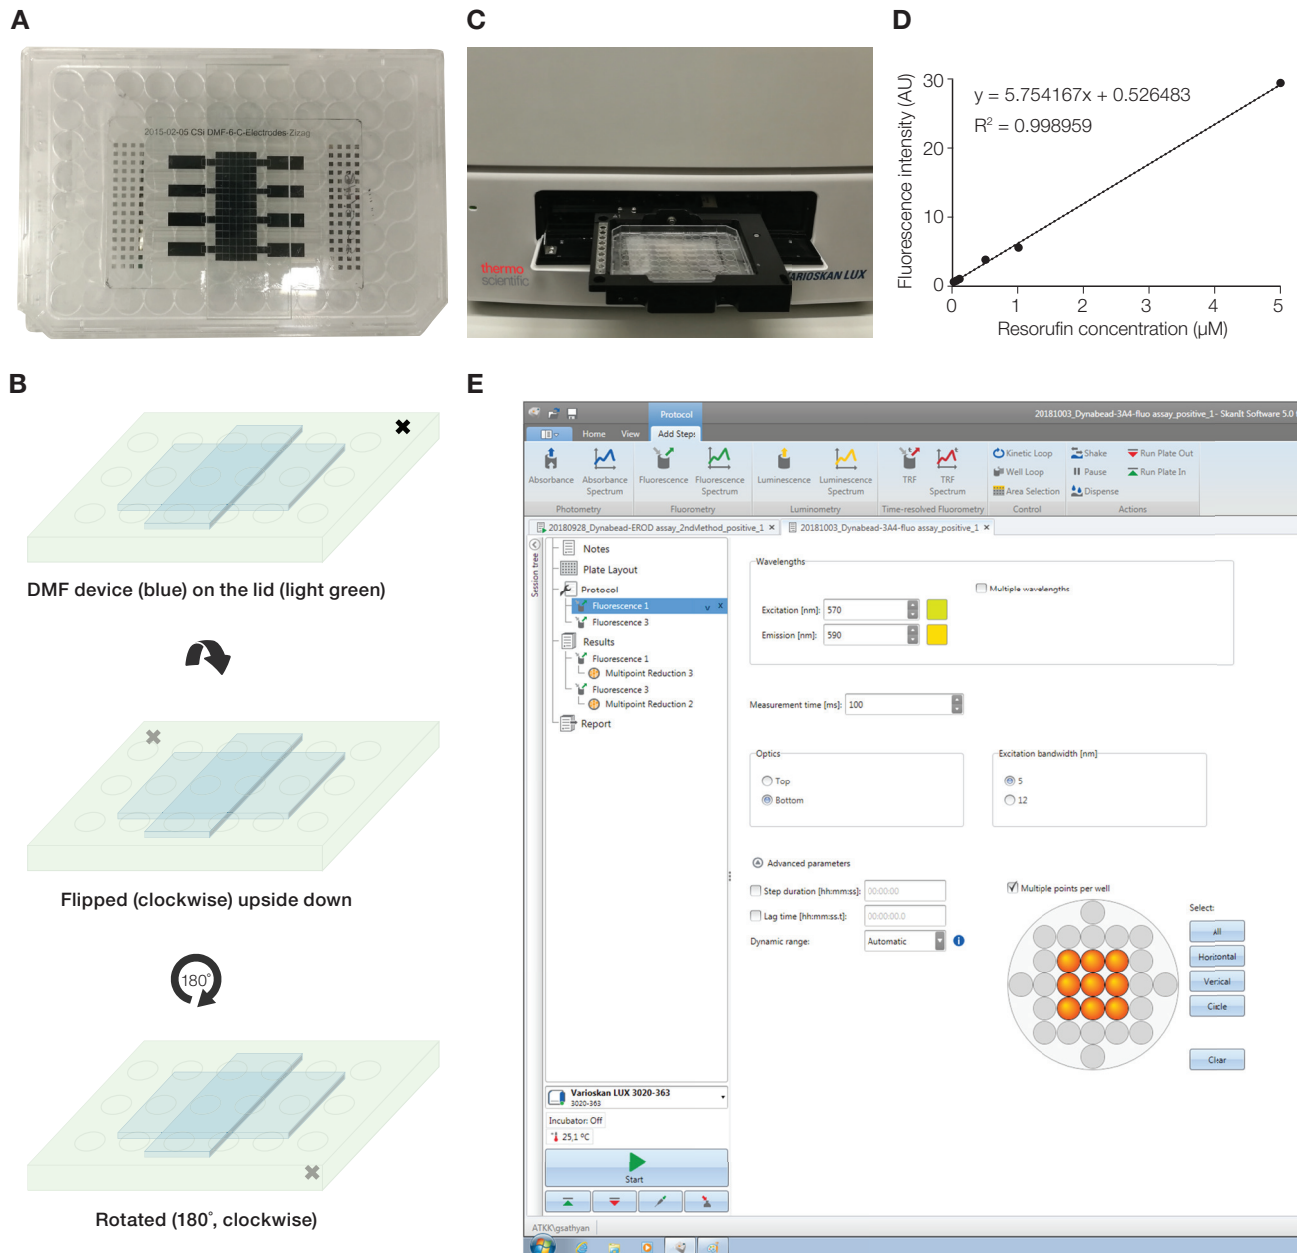 A
2015-02-05 CSi DMF-6-C-Electrodes-Zizag
C
thermo
scientific
VARIOSKAN LUX
D
Fluorescence intensity (AU)
30
20
10
0
y = 5.754167x + 0.526483
R² = 0.998959
0 1 2 3 4 5
Resorufin concentration (µM)
B
DMF device (blue) on the lid (light green)
Flipped (clockwise) upside down
180°
Rotated (180°, clockwise)
E
Protocol
20181003_Dynabead-3A4-fluo assay_positive_1- SkanIt Software 5.0
Home View Add Steps
Absorbance
Absorbance Spectrum
Fluorescence
Fluorescence Spectrum
Luminescence
Luminescence Spectrum
TRF
TRF Spectrum
Kinetic Loop
Well Loop
Area Selection
Shake
Pause
Dispense
Run Plate Out
Run Plate In
Photometry
Fluorometry
Luminometry
Time-resolved Fluorometry
Control
Actions
20180928_Dynabead-EROD assay_2ndMethod_positive_1 ×
20181003_Dynabead-3A4-fluo assay_positive_1 ×
Session tree
Notes
Plate Layout
Protocol
Fluorescence 1
Fluorescence 3
Results
Fluorescence 1
Multipoint Reduction 3
Fluorescence 3
Multipoint Reduction 2
Report
Wavelengths
Multiple wavelengths
Excitation [nm]: 570
Emission [nm]: 590
Measurement time [ms]: 100
Optics
Top
Bottom
Excitation bandwidth [nm]
5
12
Advanced parameters
Step duration [hh:mm:ss]: 00:00:00
Lag time [hh:mm:ss.t]: 00:00:00.0
Dynamic range: Automatic
Multiple points per well
Select:
All
Horizontal
Vertical
Circle
Clear
Varioskan LUX 3020-363
3020-363
Incubator: Off
25,1 ºC
Start
ATKK\gsathyan